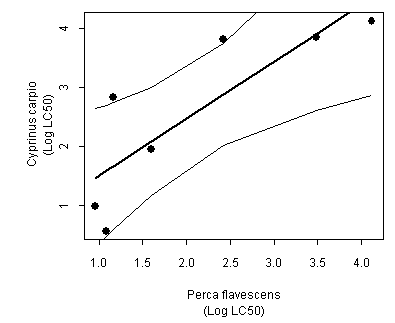 4
3
2
1
Cyprinus carpio
(Log LC50)
1.0 1.5 2.0 2.5 3.0 3.5 4.0
Perca flavescens
(Log LC50)